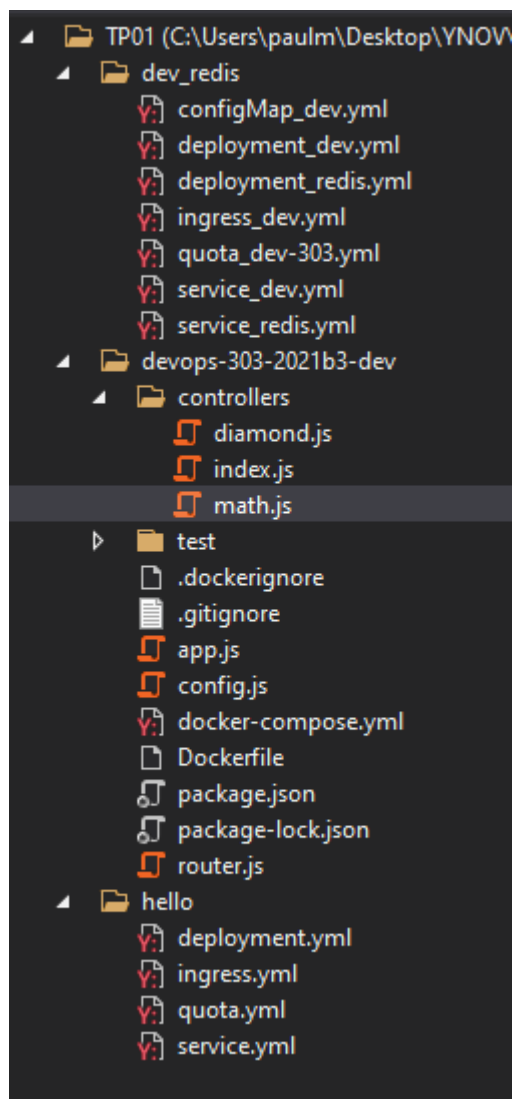 TP01 (C:\Users\paulm\Desktop\YNOV\
dev_redis
configMap_dev.yml
deployment_dev.yml
deployment_redis.yml
ingress_dev.yml
quota_dev-303.yml
service_dev.yml
service_redis.yml
devops-303-2021b3-dev
controllers
diamond.js
index.js
math.js
test
.dockerignore
.gitignore
app.js
config.js
docker-compose.yml
Dockerfile
package.json
package-lock.json
router.js
hello
deployment.yml
ingress.yml
quota.yml
service.yml